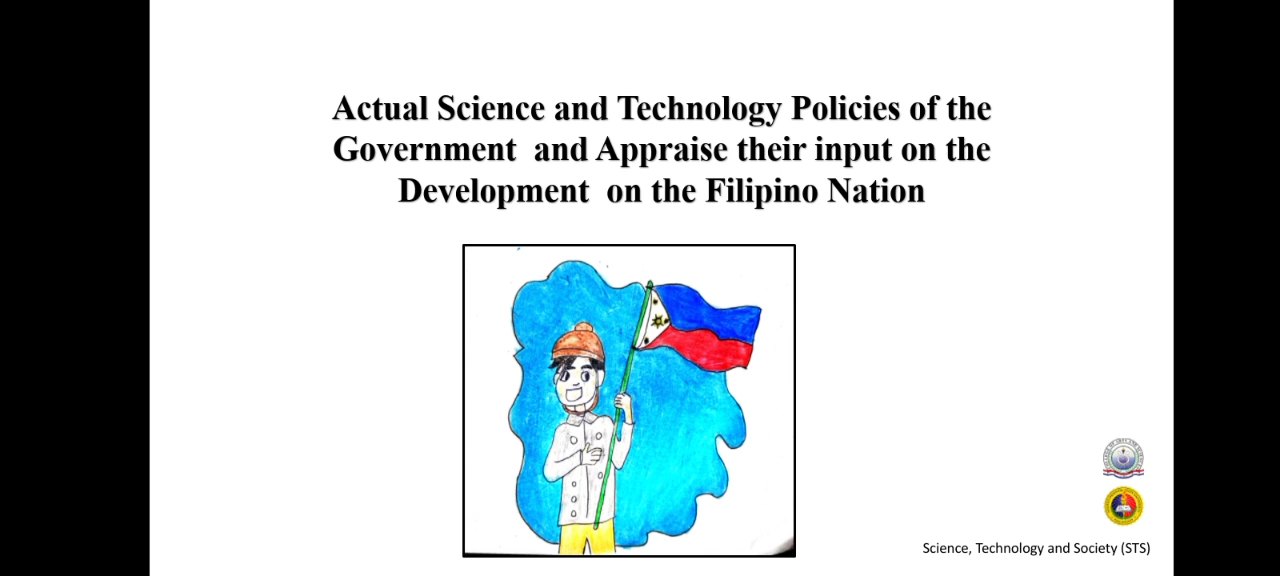 Actual Science and Technology Policies of the
Government and Appraise their input on the
Development on the Filipino Nation
Science, Technology and Society (STS)